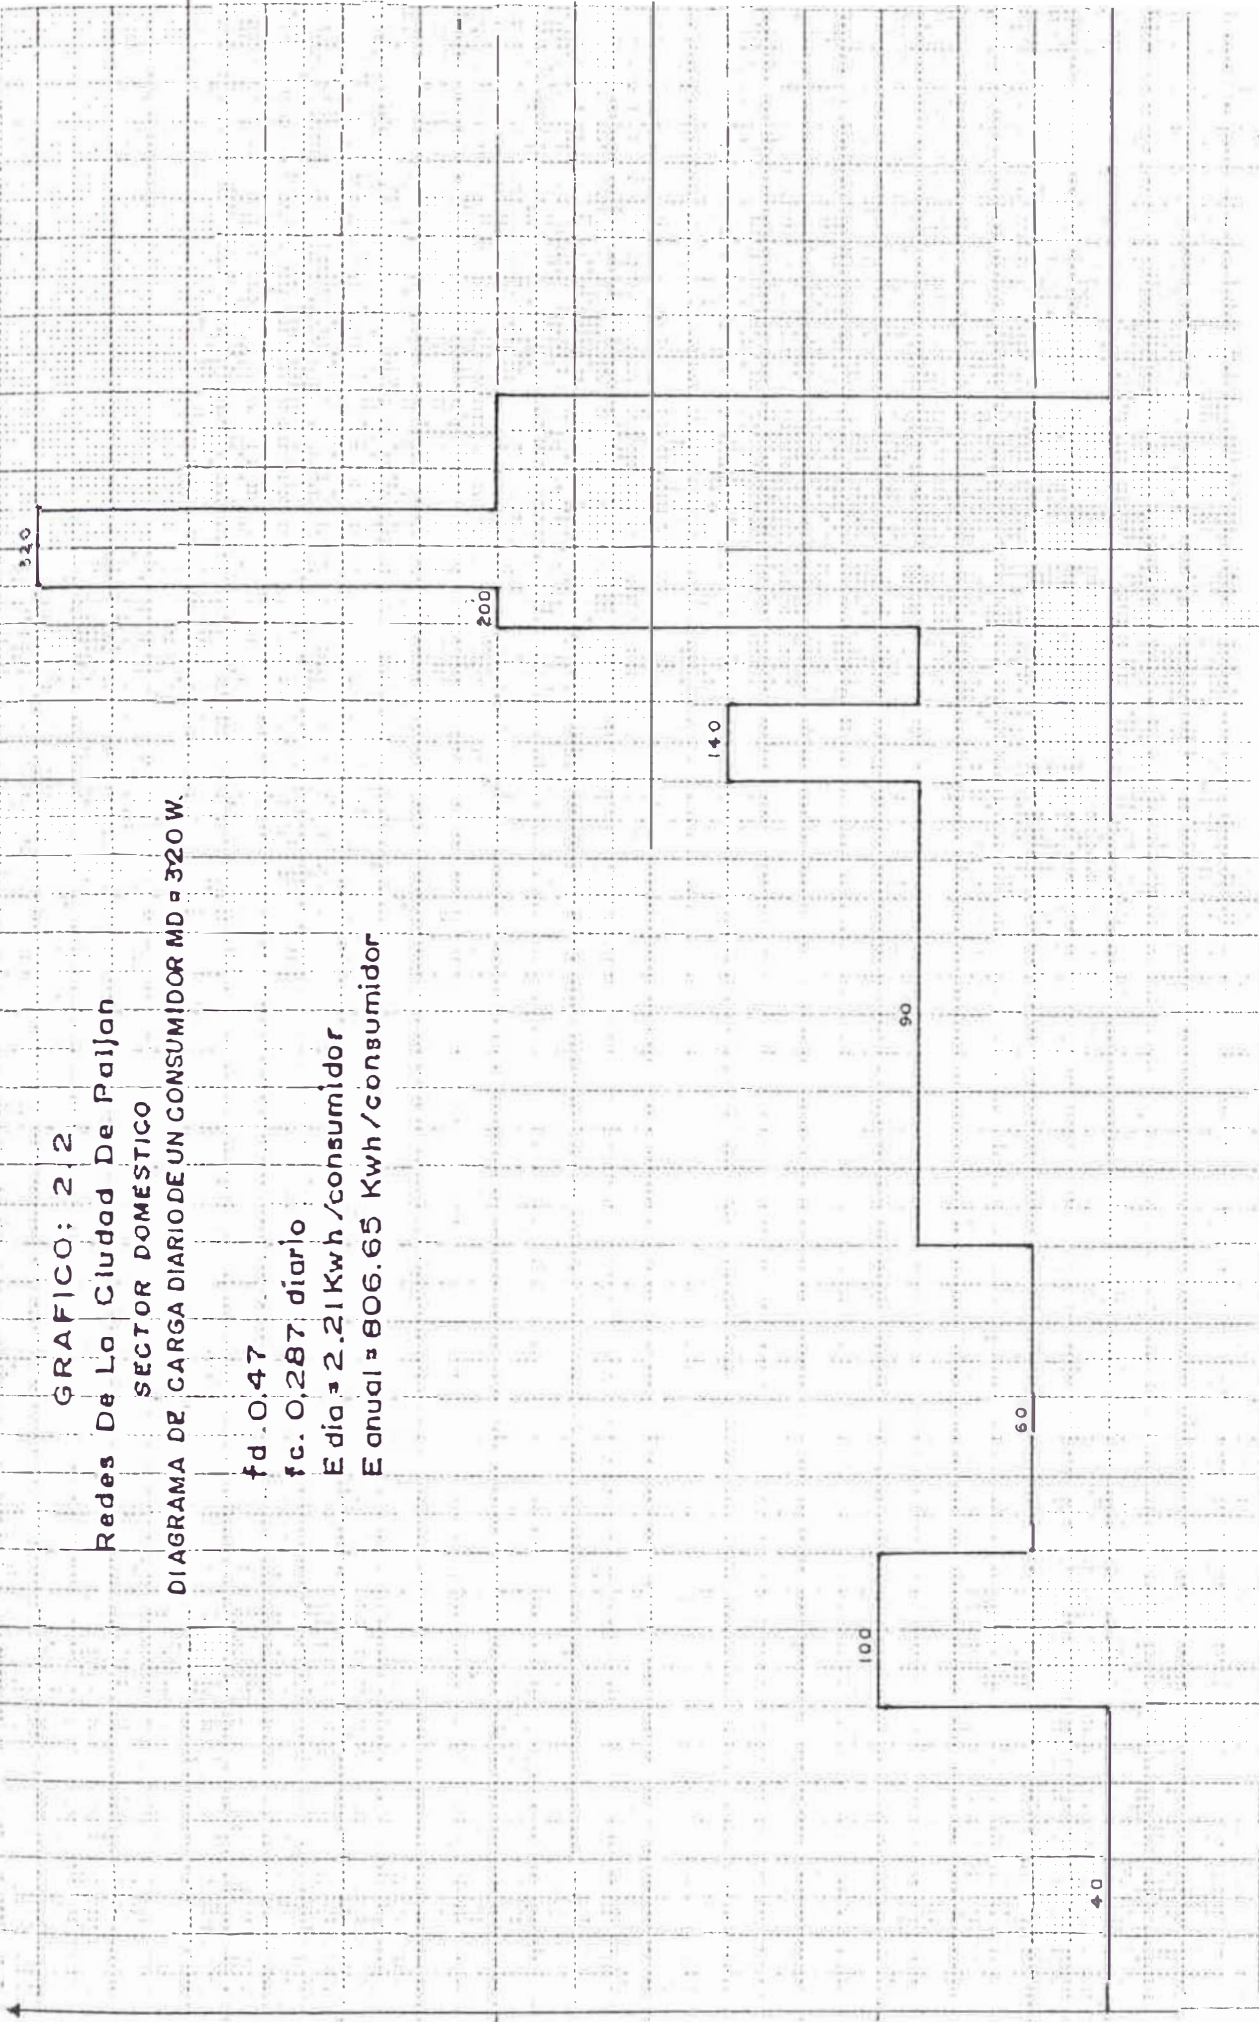 GRAFICO: 2.2
Redes De La Ciudad De Paijan
SECTOR DOMESTICO
DIAGRAMA DE CARGA DIARIO DE UN CONSUMIDOR MD = 320 W.
fd. 0.47
fc. 0,287 diario
E dia = 2.21 Kwh/consumidor
E anual = 806.65 Kwh/consumidor
320
200
140
90
60
100
40